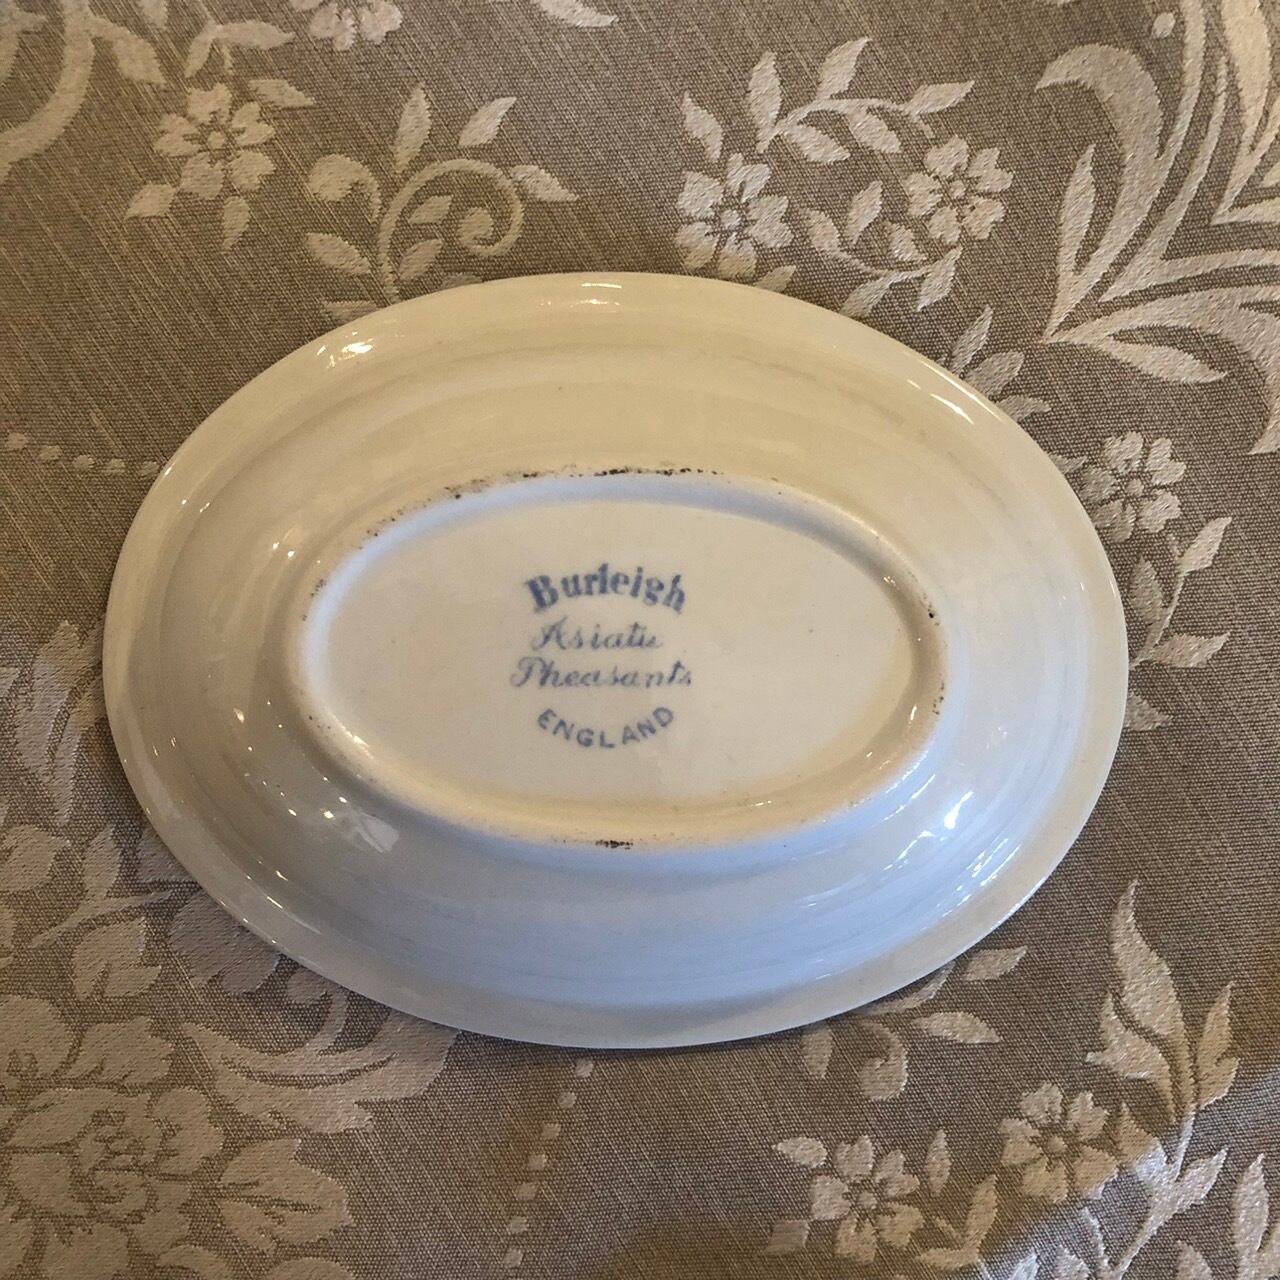 Burleigh
Asiatic
Pheasants
ENGLAND